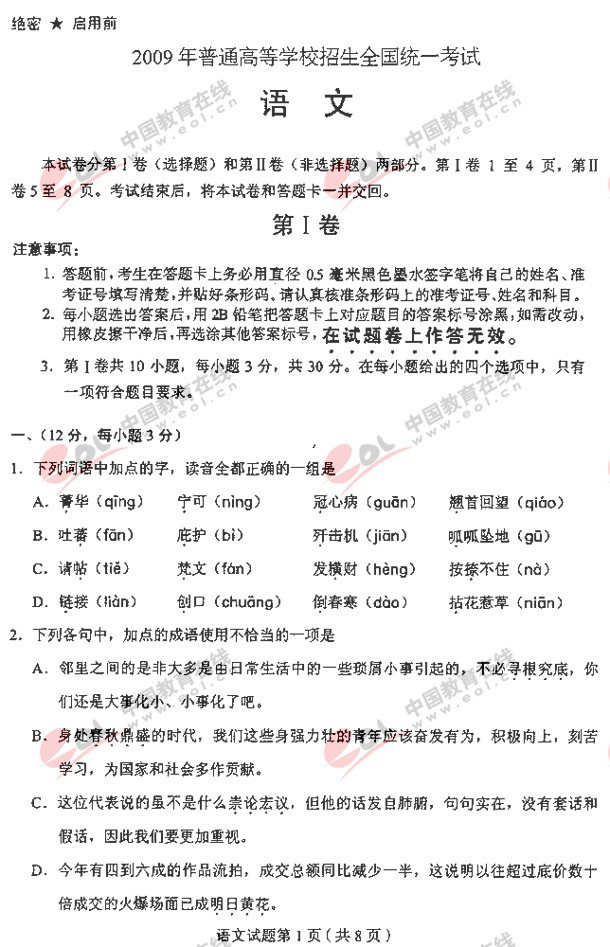 绝密 ★ 启用前
2009 年普通高等学校招生全国统一考试
语 文
本试卷分第Ⅰ卷（选择题）和第Ⅱ卷（非选择题）两部分。第Ⅰ卷 1 至 4 页，第Ⅱ
卷 5 至 8 页。考试结束后，将本试卷和答题卡一并交回。
第Ⅰ卷
注意事项：
1. 答题前，考生在答题卡上务必用直径 0.5 毫米黑色墨水签字笔将自己的姓名、准
考证号填写清楚，并贴好条形码。请认真核准条形码上的准考证号、姓名和科目。
2. 每小题选出答案后，用 2B 铅笔把答题卡上对应题目的答案标号涂黑，如需改动，
用橡皮擦干净后，再选涂其他答案标号，在试题卷上作答无效。
3. 第Ⅰ卷共 10 小题，每小题 3 分，共 30 分。在每小题给出的四个选项中，只有
一项符合题目要求。
一、（12 分，每小题 3 分）
1．下列词语中加点的字，读音全都正确的一组是
A．菁华（qīng） 宁可（nìng） 冠心病（guān） 翘首回望（qiáo）
B．吐蕃（fān） 庇护（bì） 歼击机（jiān） 呱呱坠地（gū）
C．请帖（tiě） 梵文（fán） 发横财（hèng） 按捺不住（nà）
D．链接（liàn） 创口（chuāng） 倒春寒（dào） 拈花惹草（niān）
2．下列各句中，加点的成语使用不恰当的一项是
A．邻里之间的是非大多是由日常生活中的一些琐屑小事引起的，不必寻根究底，你
们还是大事化小、小事化了吧。
B．身处春秋鼎盛的时代，我们这些身强力壮的青年应该奋发有为，积极向上，刻苦
学习，为国家和社会多作贡献。
C．这位代表说的虽不是什么崇论宏议，但他的话发自肺腑，句句实在，没有套话和
假话，因此我们要更加重视。
D．今年有四到六成的作品流拍，成交总额同比减少一半，这说明以往超过底价数十
倍成交的火爆场面已成明日黄花。
语文试题第 1 页（共 8 页）
eol 中国教育在线
www.eol.cn